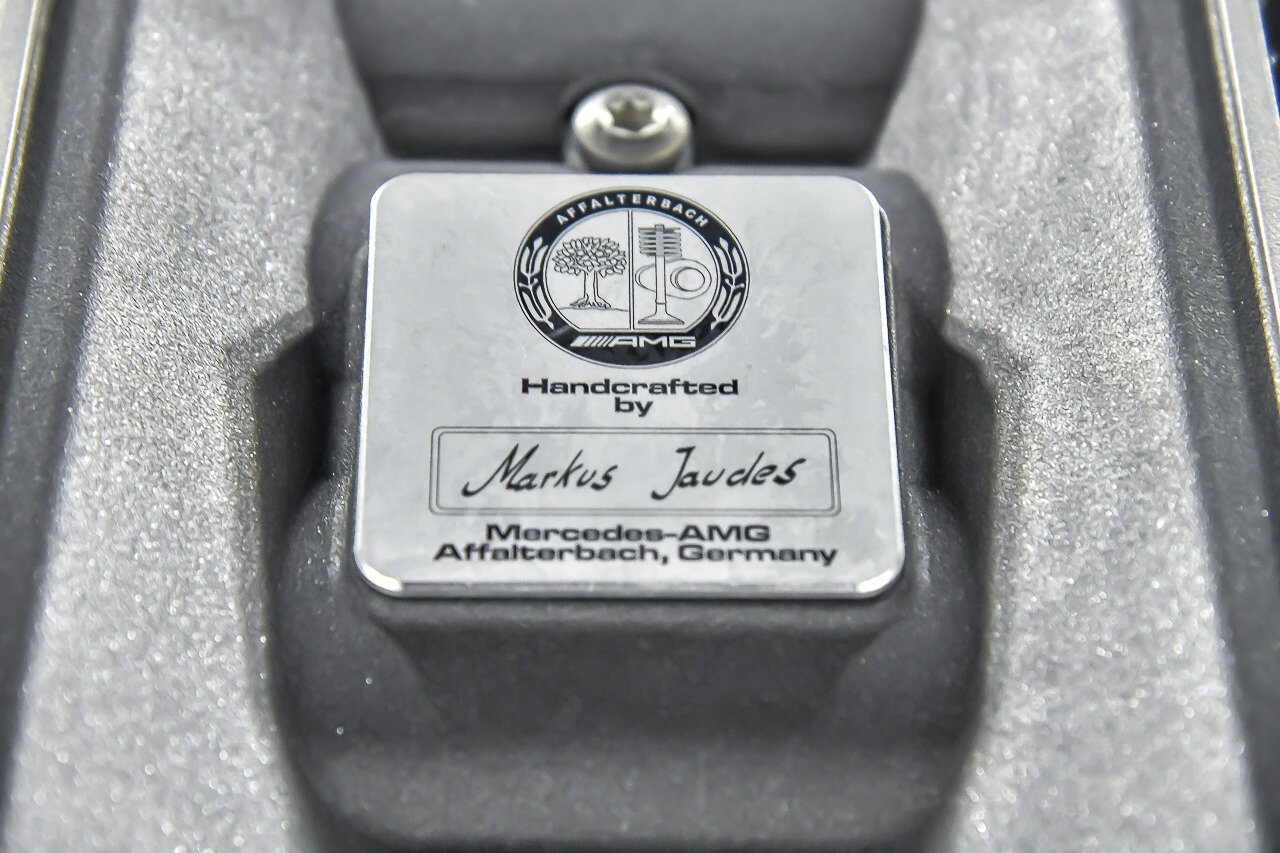 AFFALTERBACH
AMG
Handcrafted
by
Markus Jaudes
Mercedes-AMG
Affalterbach, Germany